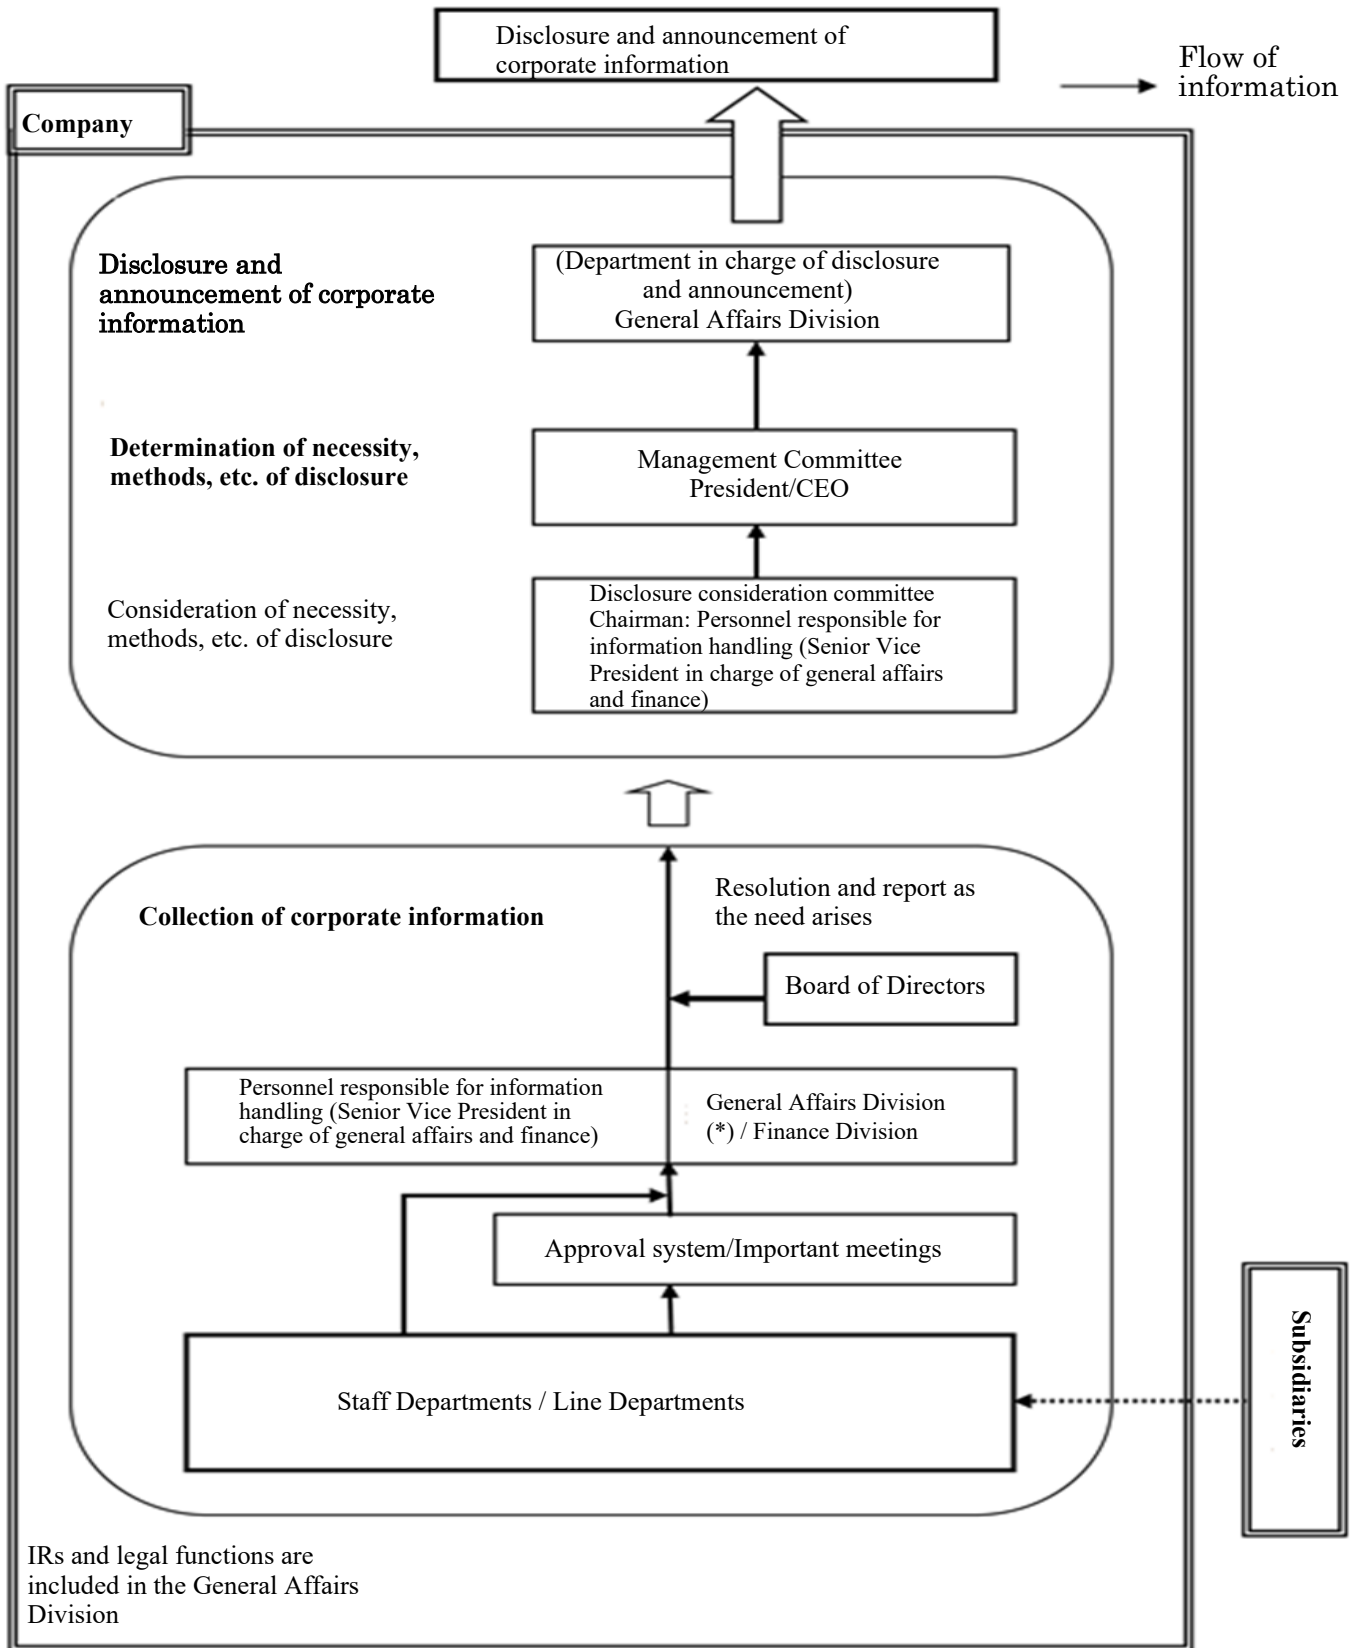 Disclosure and announcement of
corporate information
Flow of
information
Company
Disclosure and
announcement of corporate
information
(Department in charge of disclosure
and announcement)
General Affairs Division
Determination of necessity,
methods, etc. of disclosure
Management Committee
President/CEO
Consideration of necessity,
methods, etc. of disclosure
Disclosure consideration committee
Chairman: Personnel responsible for
information handling (Senior Vice
President in charge of general affairs
and finance)
Collection of corporate information
Resolution and report as
the need arises
Board of Directors
Personnel responsible for information
handling (Senior Vice President in
charge of general affairs and finance)
General Affairs Division
(*) / Finance Division
Approval system/Important meetings
Staff Departments / Line Departments
Subsidiaries
IRs and legal functions are
included in the General Affairs
Division